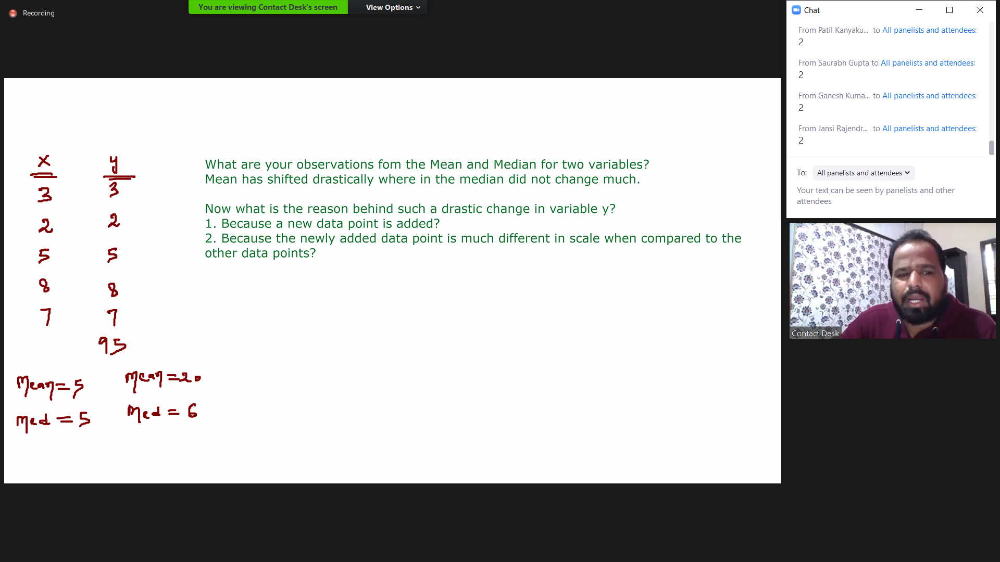 Recording
You are viewing Contact Desk's screen
View Options
Chat
From Patil Kanyaku... to All panelists and attendees:
2
From Saurabh Gupta to All panelists and attendees:
2
From Ganesh Kuma... to All panelists and attendees:
2
From Jansi Rajendr... to All panelists and attendees:
2
To: All panelists and attendees
Your text can be seen by panelists and other
attendees
Contact Desk
x y
3 3
2 2
5 5
8 8
7 7
95
Mean = 5 Mean = 20
Med = 5 Med = 6
What are your observations fom the Mean and Median for two variables?
Mean has shifted drastically where in the median did not change much.
Now what is the reason behind such a drastic change in variable y?
1. Because a new data point is added?
2. Because the newly added data point is much different in scale when compared to the
other data points?